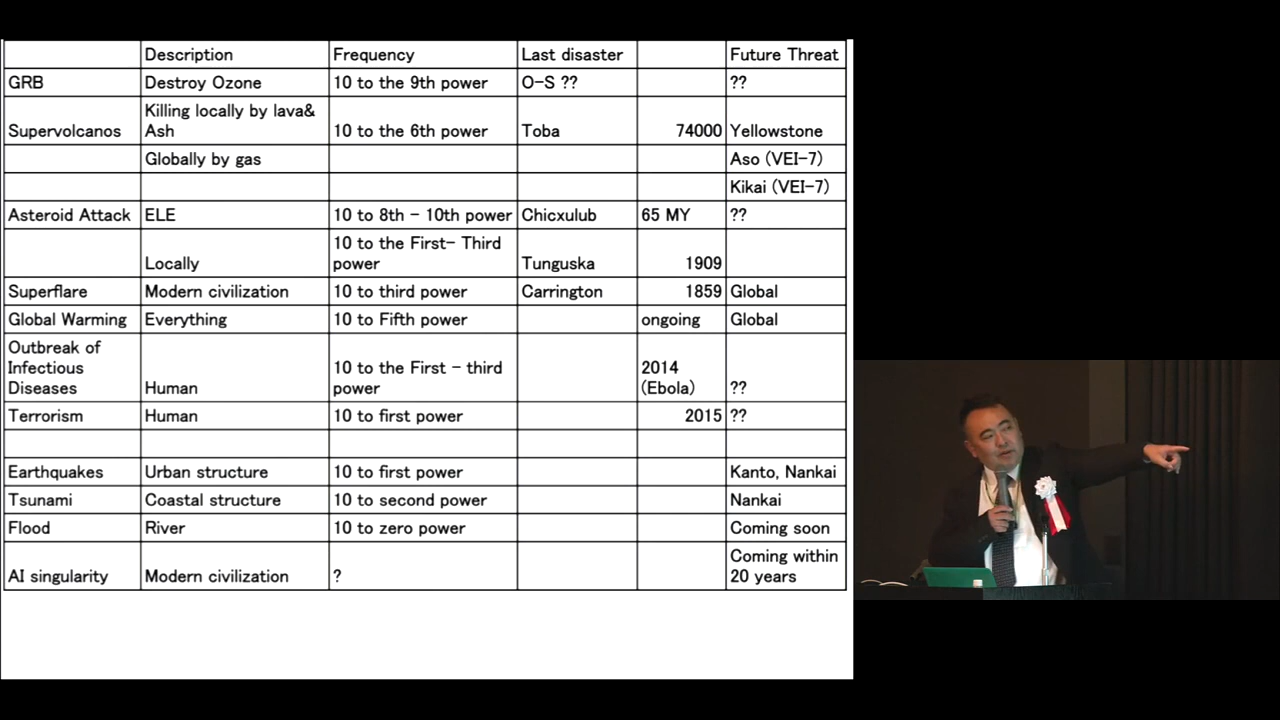 Description Frequency Last disaster Future Threat
GRB Destroy Ozone 10 to the 9th power O-S ?? ??
Killing locally by lava&
Supervolcanos Ash 10 to the 6th power Toba 74000 Yellowstone
Globally by gas Aso (VEI-7)
Kikai (VEI-7)
Asteroid Attack ELE 10 to 8th - 10th power Chicxulub 65 MY ??
10 to the First- Third
Locally power Tunguska 1909
Superflare Modern civilization 10 to third power Carrington 1859 Global
Global Warming Everything 10 to Fifth power ongoing Global
Outbreak of
Infectious 10 to the First - third 2014
Diseases Human power (Ebola) ??
Terrorism Human 10 to first power 2015 ??
Earthquakes Urban structure 10 to first power Kanto, Nankai
Tsunami Coastal structure 10 to second power Nankai
Flood River 10 to zero power Coming soon
Coming within
AI singularity Modern civilization ? 20 years